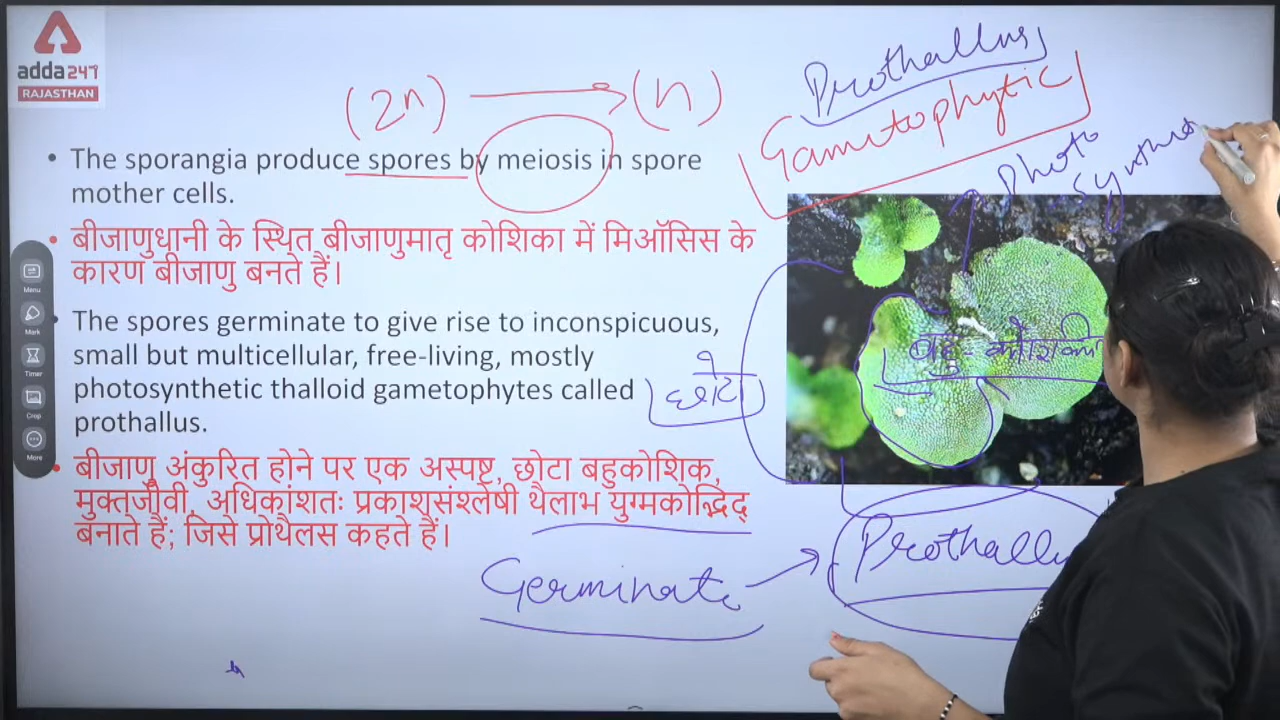 adda247
RAJASTHAN
Prothallus
(2n) → (n)
Gametophytic
Photo
• The sporangia produce spores by meiosis in spore
mother cells.
• बीजाणुधानी के स्थित बीजाणुमातृ कोशिका में मिऑसिस के
कारण बीजाणु बनते हैं।
Menu
Mark
Timer
Crop
More
• The spores germinate to give rise to inconspicuous,
small but multicellular, free-living, mostly
photosynthetic thalloid gametophytes called
prothallus.
छोटा
बहु-कोशिकी
• बीजाणु अंकुरित होने पर एक अस्पष्ट, छोटा बहुकोशिक,
मुक्तजीवी, अधिकांशतः प्रकाशसंश्लेषी थैलाभ युग्मकोद्भिद्
बनाते हैं; जिसे प्रोथैलस कहते हैं।
Germinate → Prothallu